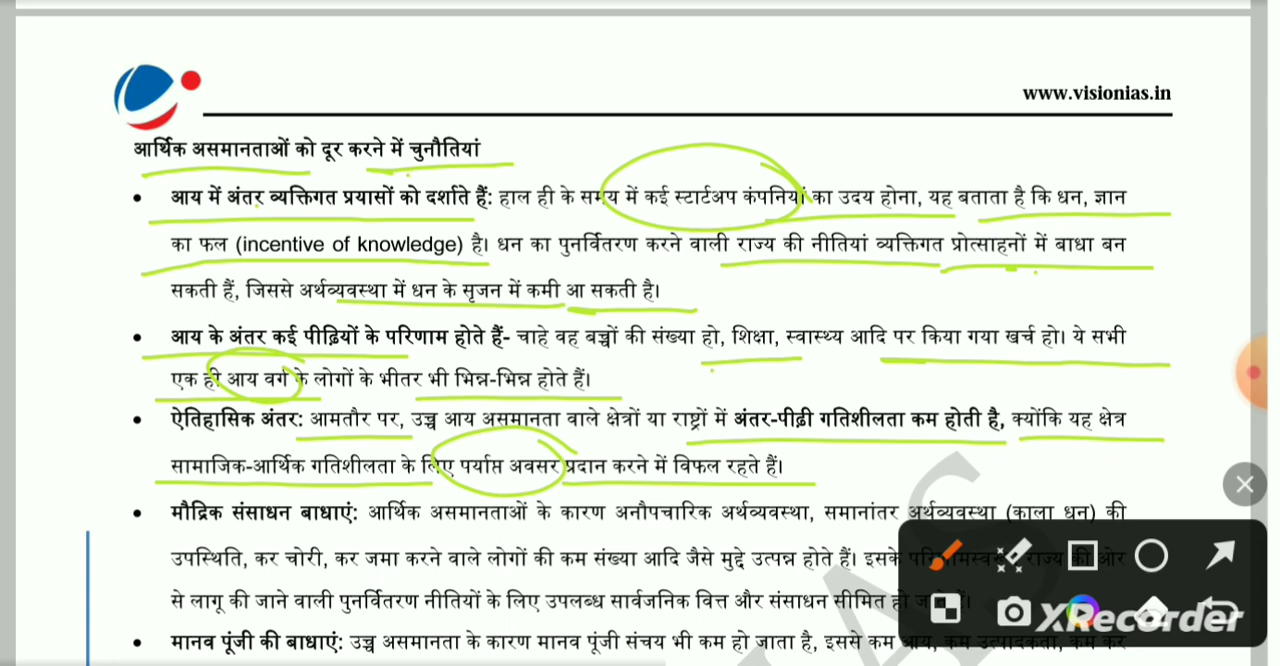 www.visionias.in
आर्थिक असमानताओं को दूर करने में चुनौतियां
• आय में अंतर व्यक्तिगत प्रयासों को दर्शाते हैं: हाल ही के समय में कई स्टार्टअप कंपनियों का उदय होना, यह बताता है कि धन, ज्ञान
का फल (incentive of knowledge) है। धन का पुनर्वितरण करने वाली राज्य की नीतियां व्यक्तिगत प्रोत्साहनों में बाधा बन
सकती हैं, जिससे अर्थव्यवस्था में धन के सृजन में कमी आ सकती है।
• आय के अंतर कई पीढ़ियों के परिणाम होते हैं- चाहे वह बच्चों की संख्या हो, शिक्षा, स्वास्थ्य आदि पर किया गया खर्च हो। ये सभी
एक ही आय वर्ग के लोगों के भीतर भी भिन्न-भिन्न होते हैं।
• ऐतिहासिक अंतर: आमतौर पर, उच्च आय असमानता वाले क्षेत्रों या राष्ट्रों में अंतर-पीढ़ी गतिशीलता कम होती है, क्योंकि यह क्षेत्र
सामाजिक-आर्थिक गतिशीलता के लिए पर्याप्त अवसर प्रदान करने में विफल रहते हैं।
• मौद्रिक संसाधन बाधाएं: आर्थिक असमानताओं के कारण अनौपचारिक अर्थव्यवस्था, समानांतर अर्थव्यवस्था (काला धन) की
उपस्थिति, कर चोरी, कर जमा करने वाले लोगों की कम संख्या आदि जैसे मुद्दे उत्पन्न होते हैं। इसके
से लागू की जाने वाली पुनर्वितरण नीतियों के लिए उपलब्ध सार्वजनिक वित्त और संसाधन सीमित
• मानव पूंजी की बाधाएं: उच्च असमानता के कारण मानव पूंजी संचय भी कम हो जाता है, इससे कम आय, कम उत्पादकता, कम कर
XRecorder